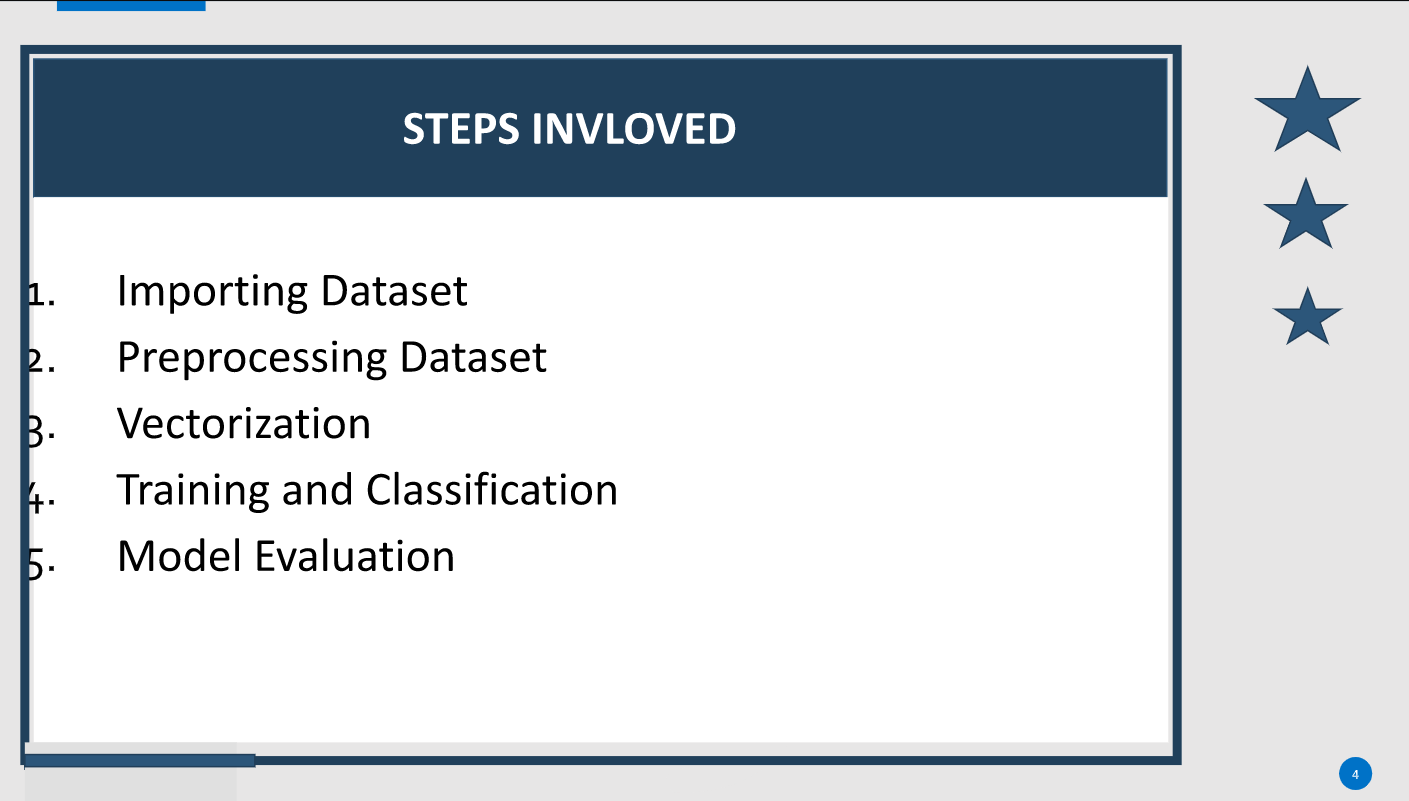 STEPS INVLOVED
1. Importing Dataset
2. Preprocessing Dataset
3. Vectorization
4. Training and Classification
5. Model Evaluation
4